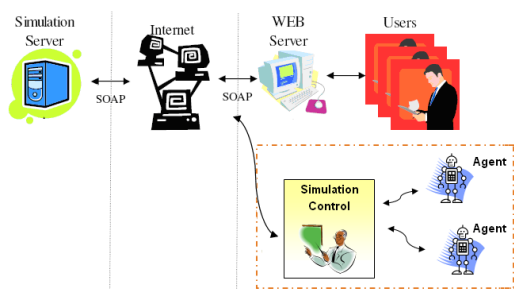 Simulation
Server
Internet
WEB
Server
Users
SOAP
SOAP
Simulation
Control
Agent
Agent